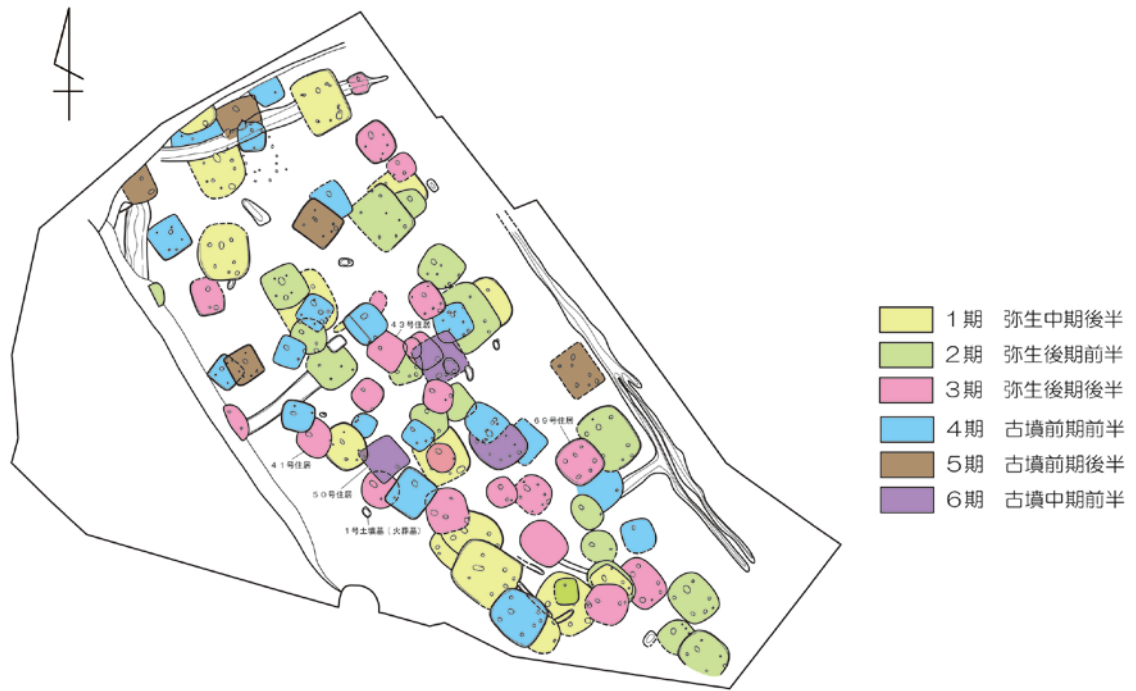 43号住居
69号住居
41号住居
50号住居
1号土壙墓(火葬墓)
1期 弥生中期後半
2期 弥生後期前半
3期 弥生後期後半
4期 古墳前期前半
5期 古墳前期後半
6期 古墳中期前半